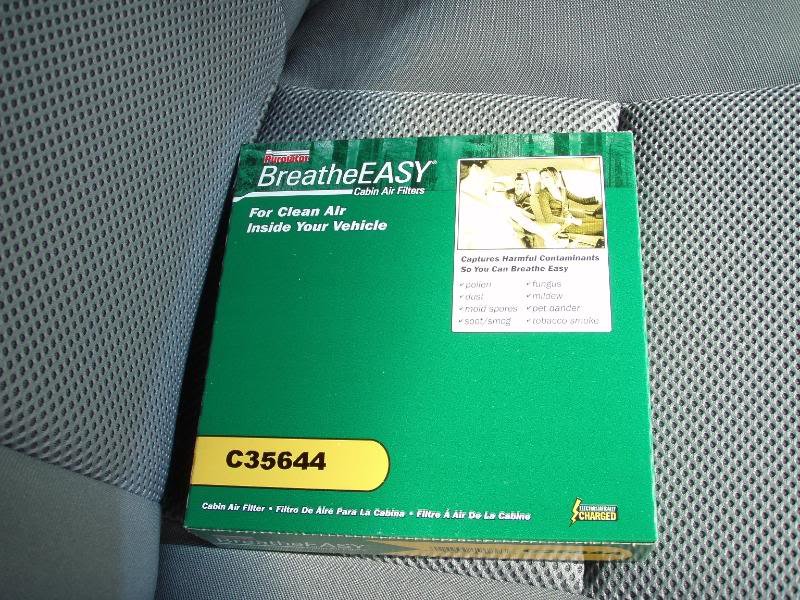 Purolator
BreatheEASY®
Cabin Air Filters
For Clean Air
Inside Your Vehicle
Captures Harmful Contaminants
So You Can Breathe Easy
✓pollen ✓fungus
✓dust ✓mildew
✓mold spores ✓pet dander
✓soot/smog ✓tobacco smoke
C35644
Cabin Air Filter • Filtro De Aire Para La Cabina • Filtre À Air De La Cabine
ELECTROSTATICALLY
CHARGED
BreatheEASY